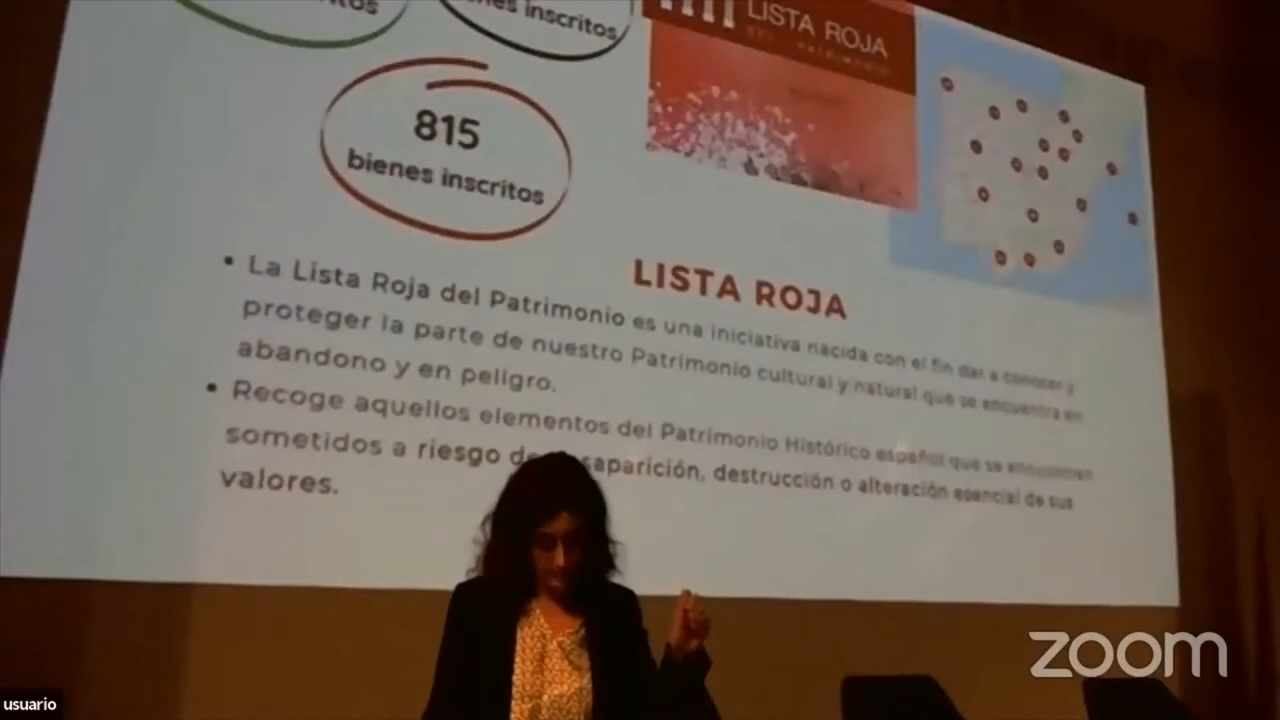 bienes inscritos
LISTA ROJA
DEL PATRIMONIO
815
bienes inscritos
LISTA ROJA
• La Lista Roja del Patrimonio es una iniciativa nacida con el fin dar a conocer y
proteger la parte de nuestro Patrimonio cultural y natural que se encuentra en
abandono y en peligro.
• Recoge aquellos elementos del Patrimonio Histórico español que se encuentran
sometidos a riesgo de desaparición, destrucción o alteración esencial de sus
valores.
zoom
usuario